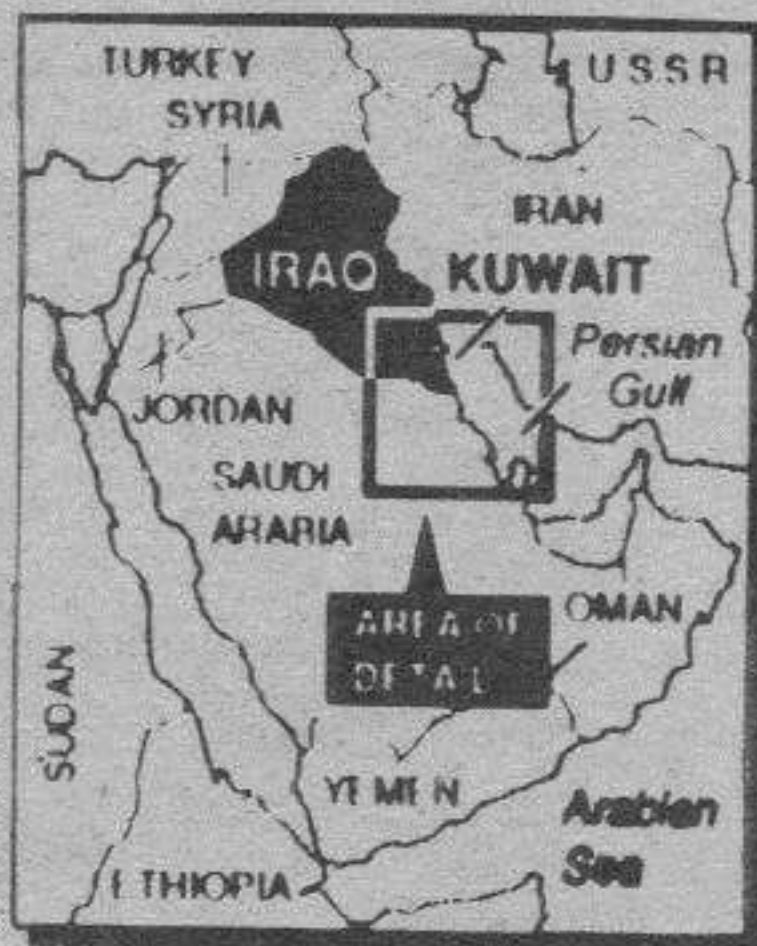 TURKEY
U.S.S.R.
SYRIA
IRAN
IRAQ
KUWAIT
Persian
Gulf
JORDAN
SAUDI
ARABIA
AREA OF
DETAIL
OMAN
SUDAN
YEMEN
Arabian
Sea
ETHIOPIA